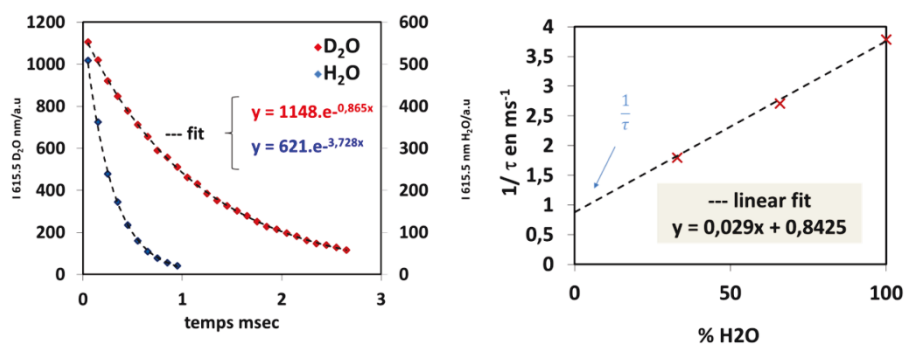 1200
1000
800
600
400
200
0
I 615.5 D₂O nm/a.u
600
500
400
300
200
100
0
I 615.5 nm H₂O/a.u
D₂O
H₂O
--- fit
y = 1148.e-0,865x
y = 621.e-3,728x
0 1 2 3
temps msec
4
3,5
3
2,5
2
1,5
1
0,5
0
1/ τ en ms-1
1
τ
--- linear fit
y = 0,029x + 0,8425
0 50 100
% H2O